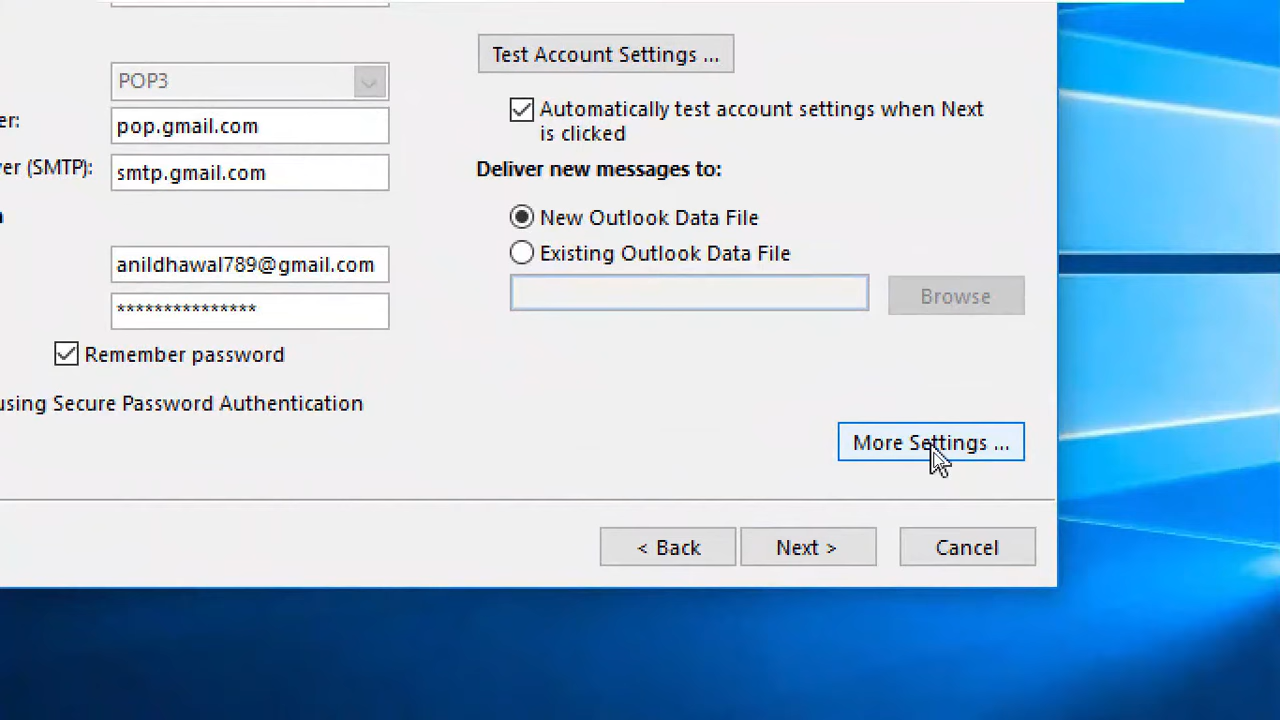 Test Account Settings ...
POP3
Automatically test account settings when Next
is clicked
er:
pop.gmail.com
ver (SMTP):
smtp.gmail.com
Deliver new messages to:
n
New Outlook Data File
Existing Outlook Data File
anildhawal789@gmail.com
Browse
***************
Remember password
using Secure Password Authentication
More Settings ...
< Back
Next >
Cancel